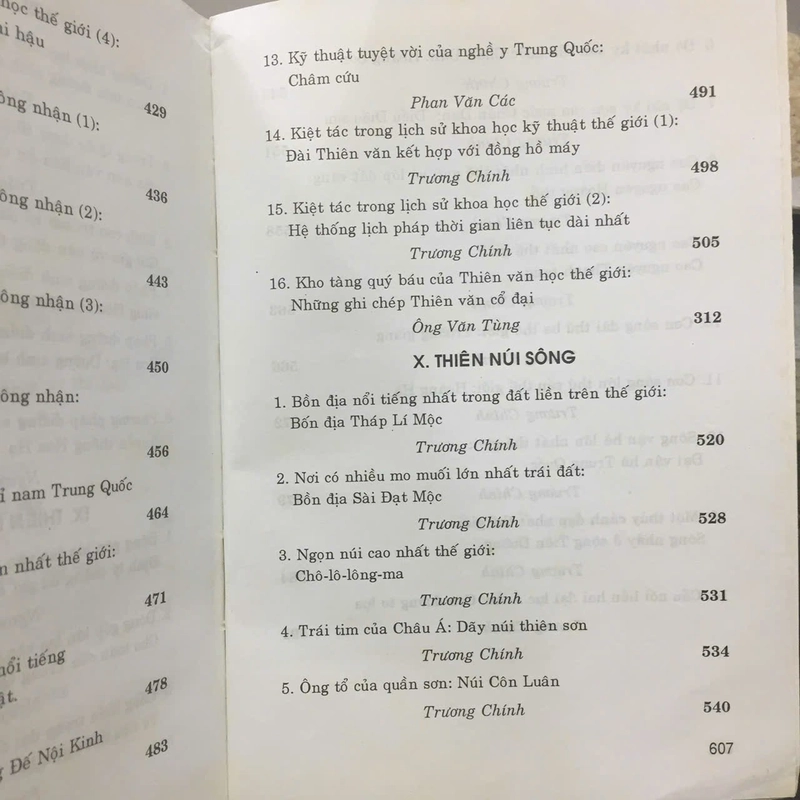 học thế giới (4):
hậu
429
nhận (1):
436
nhận (2):
443
nhận (3):
450
nhận:
456
nam Trung Quốc
464
nhất thế giới:
471
nổi tiếng
478
483
Đế Nội Kinh
13. Kỹ thuật tuyệt vời của nghề y Trung Quốc:
Châm cứu
Phan Văn Các 491
14. Kiệt tác trong lịch sử khoa học kỹ thuật thế giới (1):
Đài Thiên văn kết hợp với đồng hồ máy
Trương Chính 498
15. Kiệt tác trong lịch sử khoa học thế giới (2):
Hệ thống lịch pháp thời gian liên tục dài nhất
Trương Chính 505
16. Kho tàng quý báu của Thiên văn học thế giới:
Những ghi chép Thiên văn cổ đại
Ông Văn Tùng 312
X. THIÊN NÚI SÔNG
1. Bồn địa nổi tiếng nhất trong đất liền trên thế giới:
Bốn địa Tháp Lí Mộc
Trương Chính 520
2. Nơi có nhiều mo muối lớn nhất trái đất:
Bồn địa Sài Đạt Mộc
Trương Chính 528
3. Ngọn núi cao nhất thế giới:
Chô-lô-lông-ma
Trương Chính 531
4. Trái tim của Châu Á: Dãy núi thiên sơn
Trương Chính 534
5. Ông tổ của quần sơn: Núi Côn Luân
Trương Chính 540
607